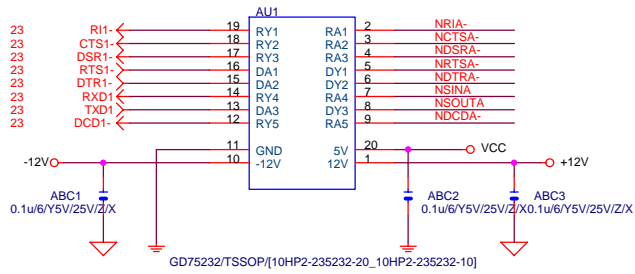 AU1
23 RI1- 19 RY1 RA1 2 NRIA-
23 CTS1- 18 RY2 RA2 3 NCTSA-
23 DSR1- 17 RY3 RA3 4 NDSRA-
23 RTS1- 16 DA1 DY1 5 NRTSA-
23 DTR1- 15 DA2 DY2 6 NDTRA-
23 RXD1 14 RY4 RA4 7 NSINA
23 TXD1 13 DA3 DY3 8 NSOUTA
23 DCD1- 12 RY5 RA5 9 NDCDA-
11 GND 5V 20 VCC
-12V 10 -12V 12V 1 +12V
ABC1 ABC2 ABC3
0.1u/6/Y5V/25V/Z/X 0.1u/6/Y5V/25V/Z/X 0.1u/6/Y5V/25V/Z/X
GD75232/TSSOP/[10HP2-235232-20_10HP2-235232-10]